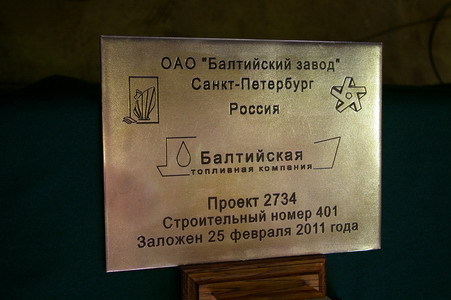 ОАО "Балтийский завод"
Санкт-Петербург
Россия
Балтийская
топливная компания
Проект 2734
Строительный номер 401
Заложен 25 февраля 2011 года